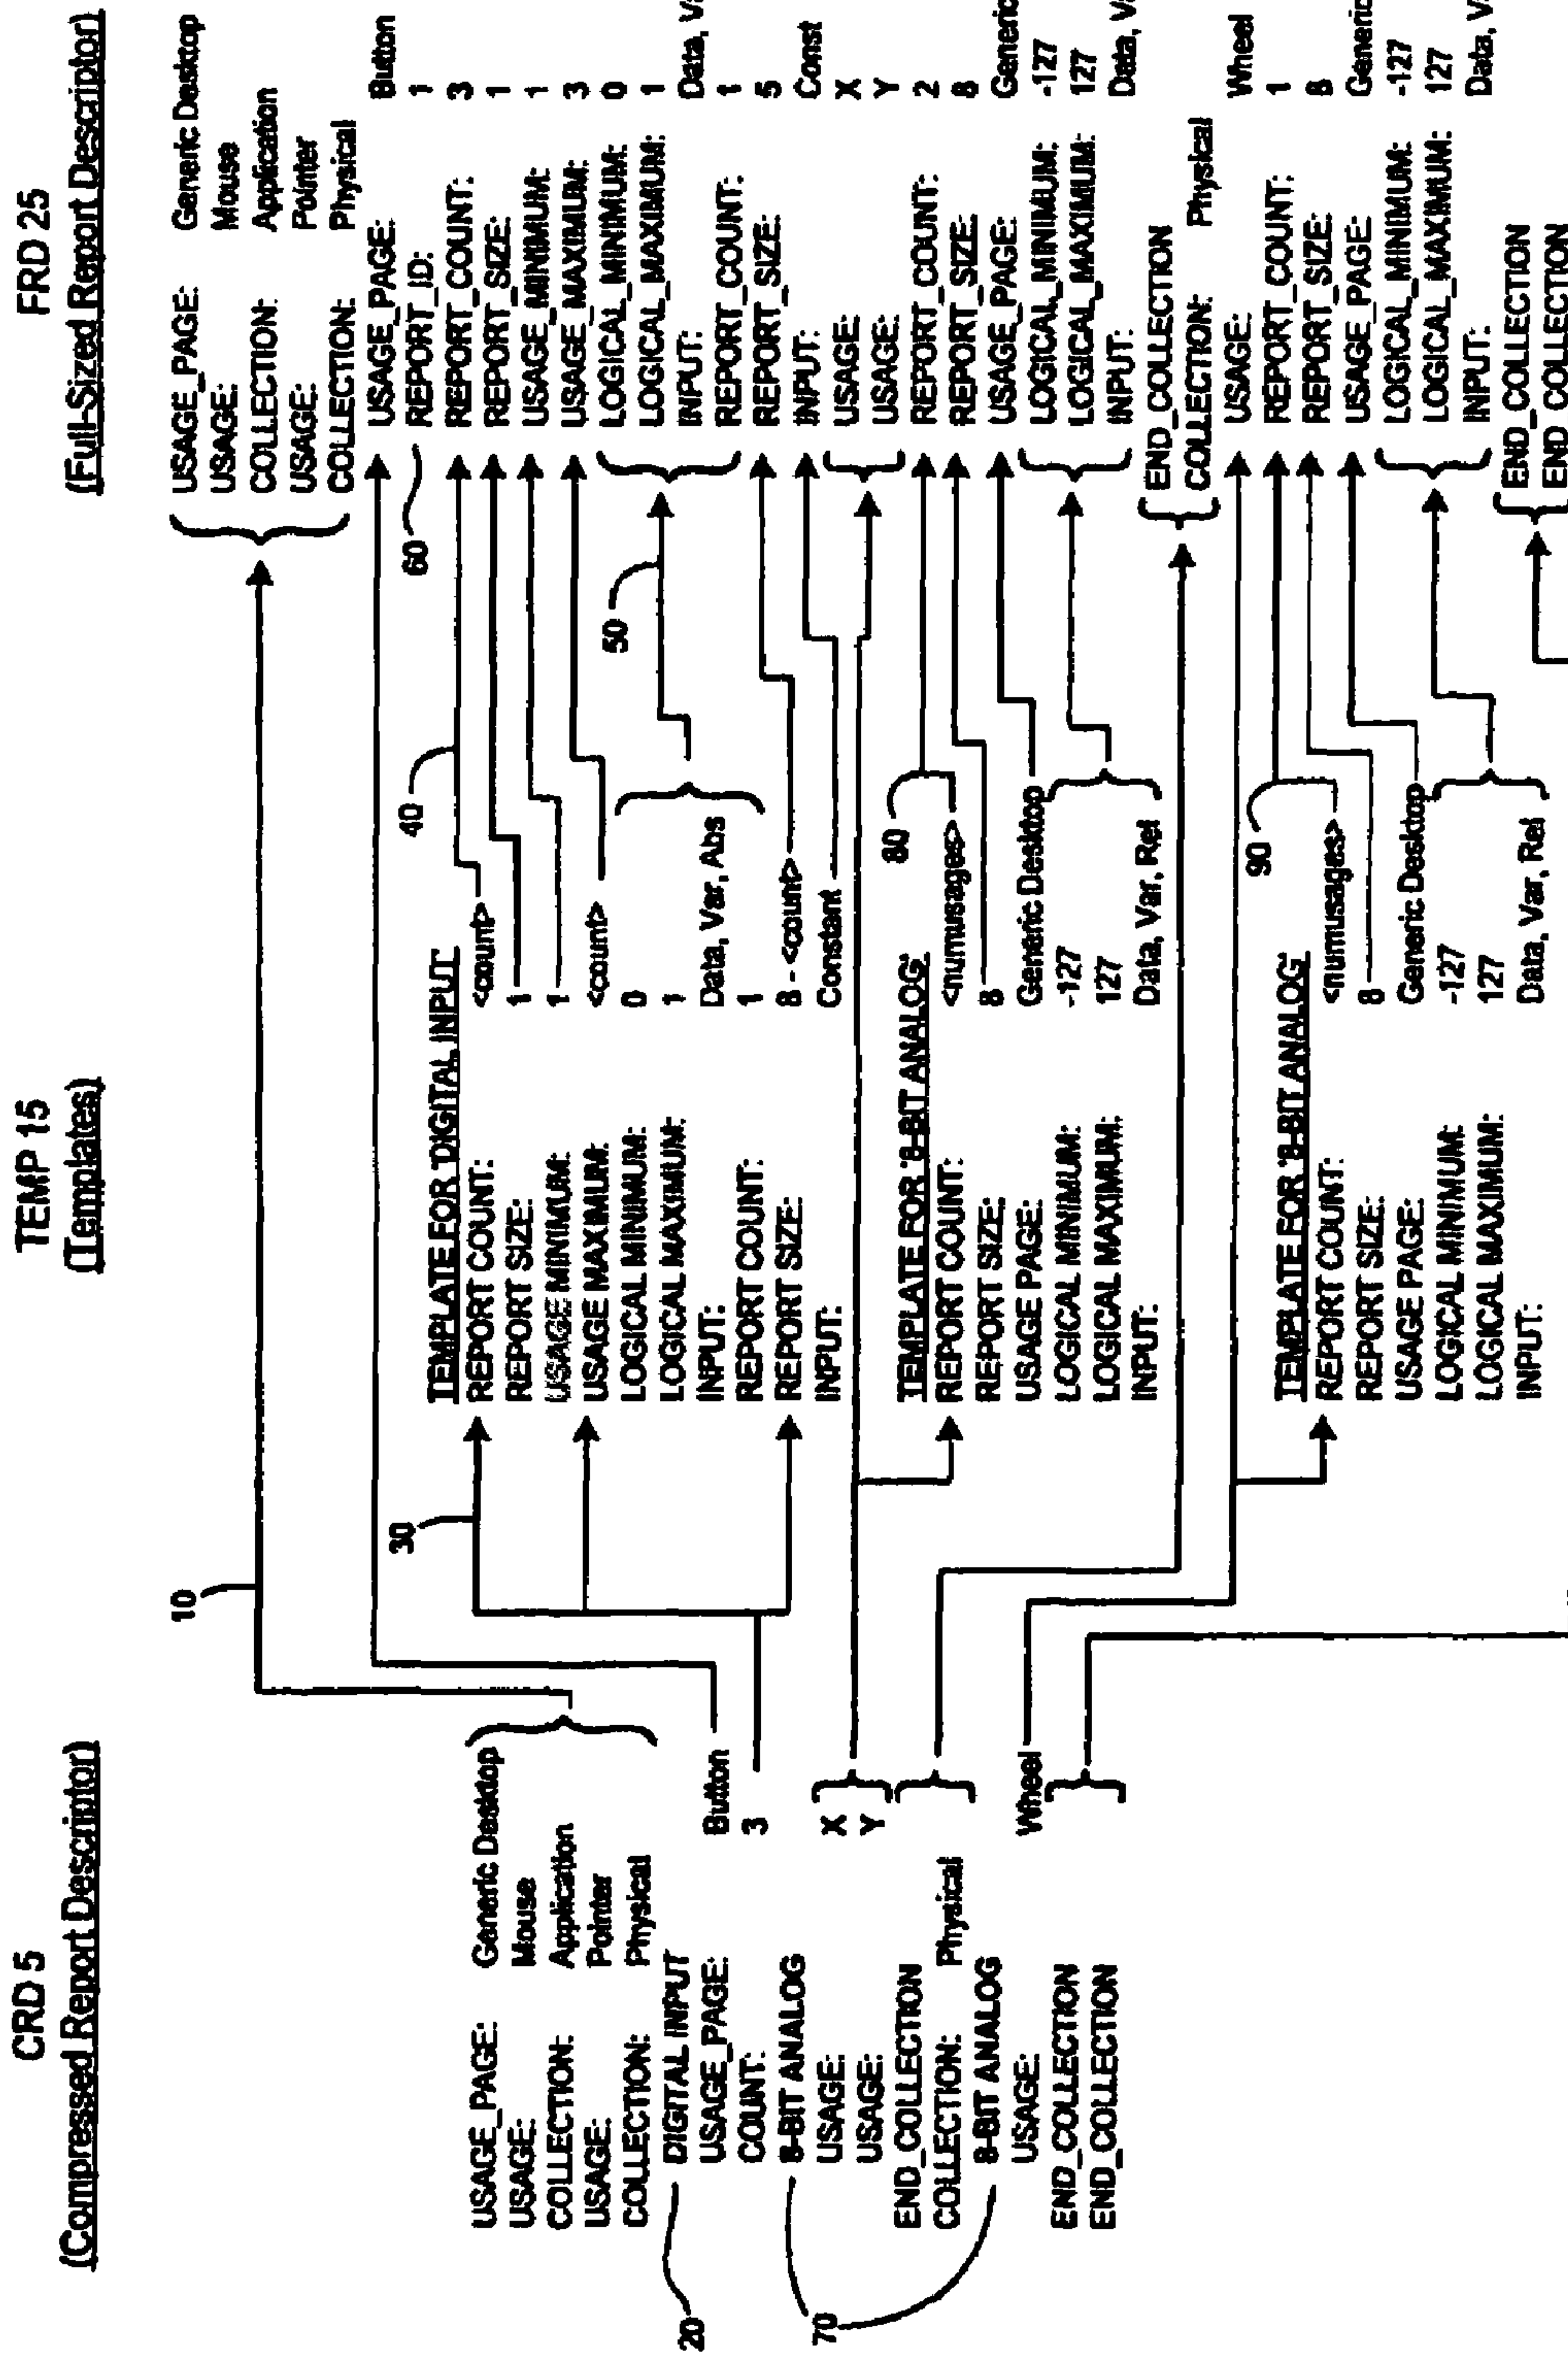 CRD 5
(Compressed Report Descriptor)
USAGE_PAGE: Generic Desktop
USAGE: Mouse
COLLECTION: Application
USAGE: Pointer
COLLECTION: Physical
20
DIGITAL INPUT
USAGE_PAGE: Button
COUNT: 3
70
8-BIT ANALOG
USAGE: X
USAGE: Y
END_COLLECTION
COLLECTION: Physical
8-BIT ANALOG
USAGE: Wheel
END_COLLECTION
END_COLLECTION
TEMP 15
(Templates)
10
30
TEMPLATE FOR 'DIGITAL INPUT'
REPORT COUNT: <count>
REPORT SIZE: 1
USAGE MINIMUM: 1
USAGE MAXIMUM: <count>
LOGICAL MINIMUM: 0
LOGICAL MAXIMUM: 1
INPUT: Data, Var, Abs
REPORT COUNT: 1
REPORT SIZE: 8 - <count>
INPUT: Constant
40
50
60
TEMPLATE FOR '8-BIT ANALOG'
REPORT COUNT: <numusages>
REPORT SIZE: 8
USAGE PAGE: Generic Desktop
LOGICAL MINIMUM: -127
LOGICAL MAXIMUM: 127
INPUT: Data, Var, Rel
80
TEMPLATE FOR '8-BIT ANALOG'
REPORT COUNT: <numusages>
REPORT SIZE: 8
USAGE PAGE: Generic Desktop
LOGICAL MINIMUM: -127
LOGICAL MAXIMUM: 127
INPUT: Data, Var, Rel
90
FRD 25
(Full-Sized Report Description)
USAGE_PAGE: Generic Desktop
USAGE: Mouse
COLLECTION: Application
USAGE: Pointer
COLLECTION: Physical
USAGE_PAGE: Button
REPORT_ID: 1
REPORT_COUNT: 3
REPORT_SIZE: 1
USAGE_MINIMUM: 1
USAGE_MAXIMUM: 3
LOGICAL_MINIMUM: 0
LOGICAL_MAXIMUM: 1
INPUT: Data,
REPORT_COUNT: 1
REPORT_SIZE: 5
INPUT: Const
USAGE: X
USAGE: Y
REPORT_COUNT: 2
REPORT_SIZE: 8
USAGE_PAGE: Generic
LOGICAL_MINIMUM: -127
LOGICAL_MAXIMUM: 127
INPUT: Data,
END_COLLECTION
COLLECTION: Physical
USAGE: Wheel
REPORT_COUNT: 1
REPORT_SIZE: 8
USAGE_PAGE: Generic
LOGICAL_MINIMUM: -127
LOGICAL_MAXIMUM: 127
INPUT: Data,
END_COLLECTION
END_COLLECTION